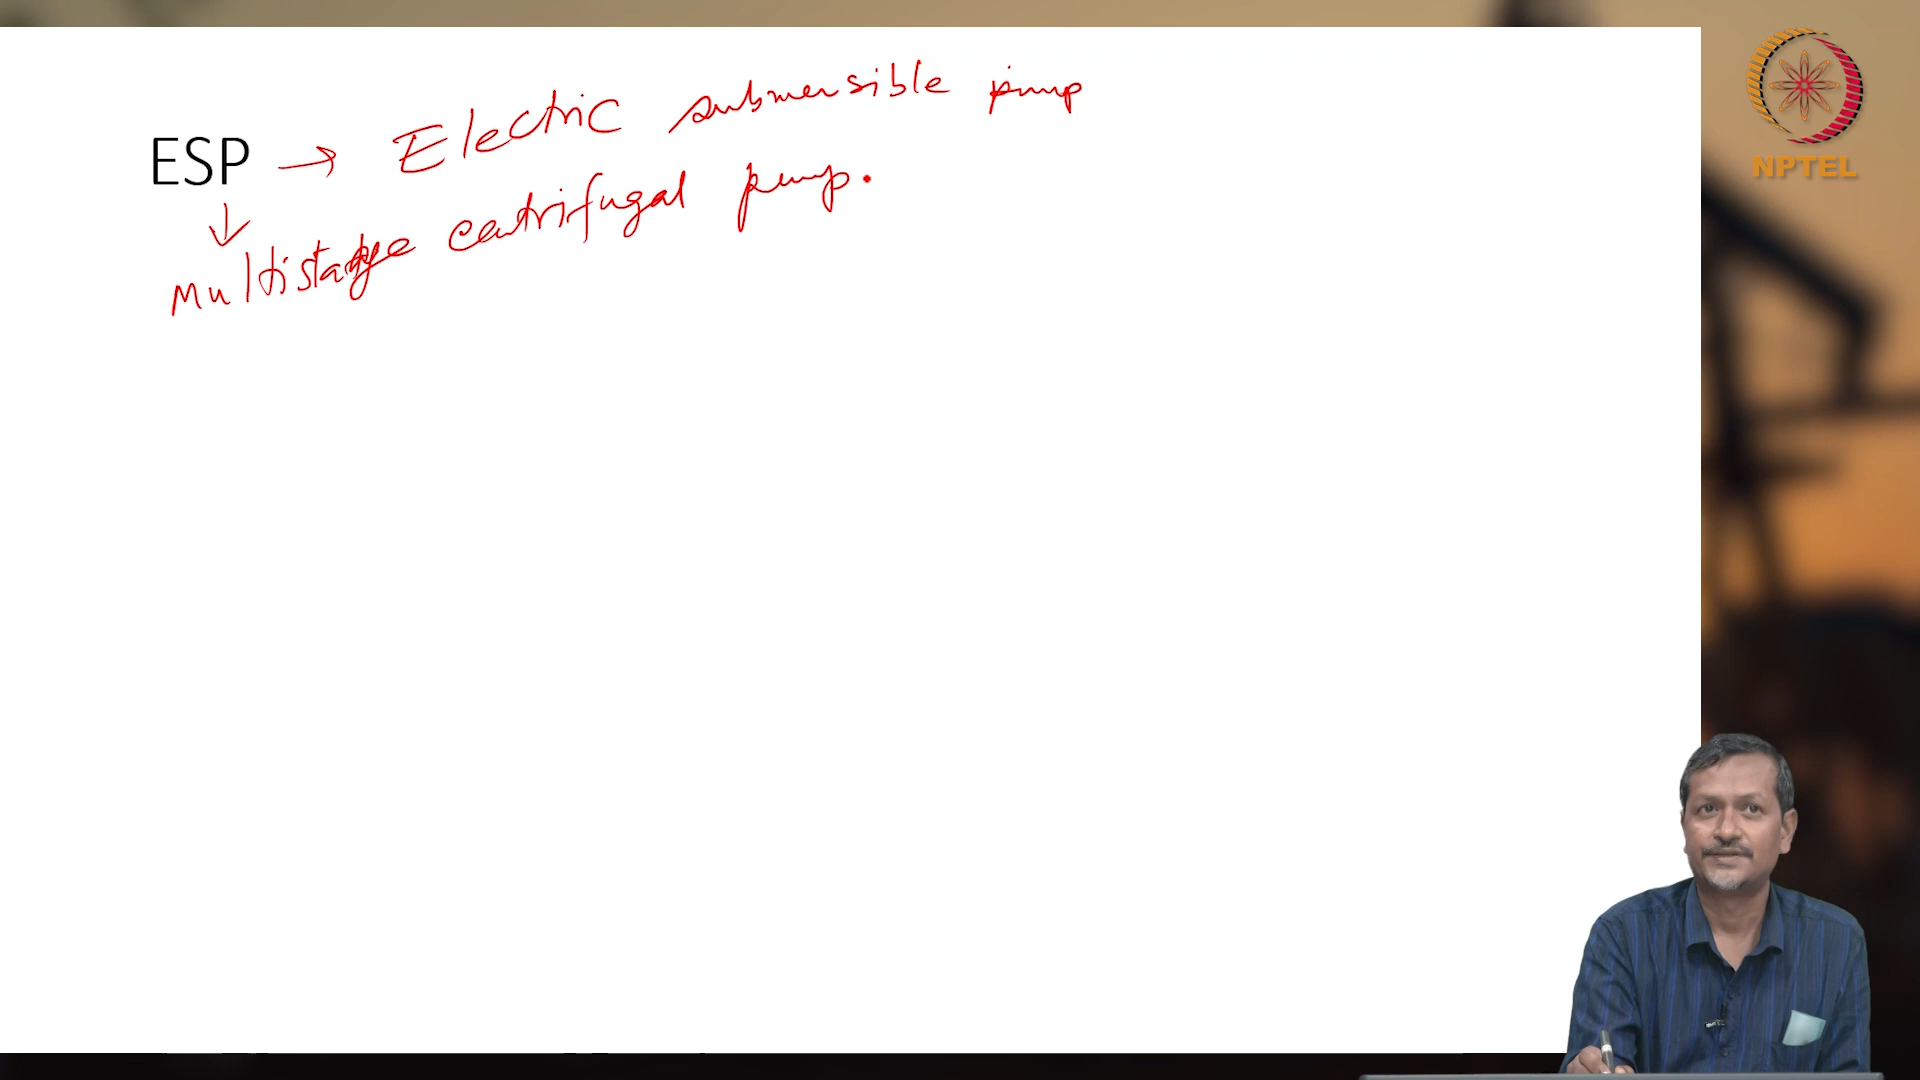 ESP → Electric submersible pump
↓
Multistage centrifugal pump.
NPTEL